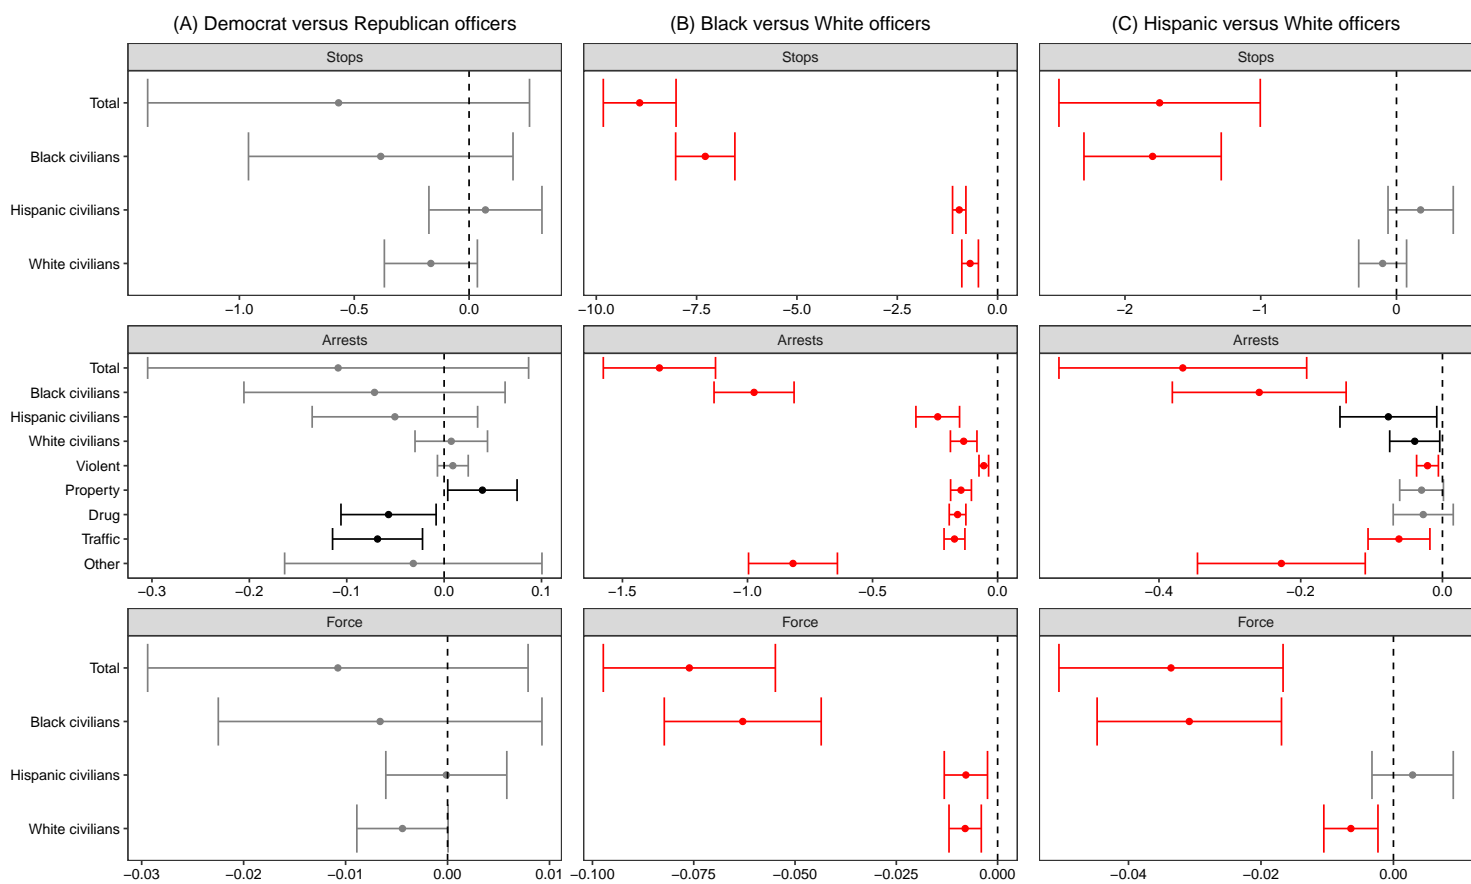 (A) Democrat versus Republican officers
(B) Black versus White officers
(C) Hispanic versus White officers
Stops
Stops
Stops
Total
Black civilians
Hispanic civilians
White civilians
−1.0 −0.5 0.0
−10.0 −7.5 −5.0 −2.5 0.0
−2 −1 0
Arrests
Arrests
Arrests
Total
Black civilians
Hispanic civilians
White civilians
Violent
Property
Drug
Traffic
Other
−0.3 −0.2 −0.1 0.0 0.1
−1.5 −1.0 −0.5 0.0
−0.4 −0.2 0.0
Force
Force
Force
Total
Black civilians
Hispanic civilians
White civilians
−0.03 −0.02 −0.01 0.00 0.01
−0.100 −0.075 −0.050 −0.025 0.000
−0.04 −0.02 0.00